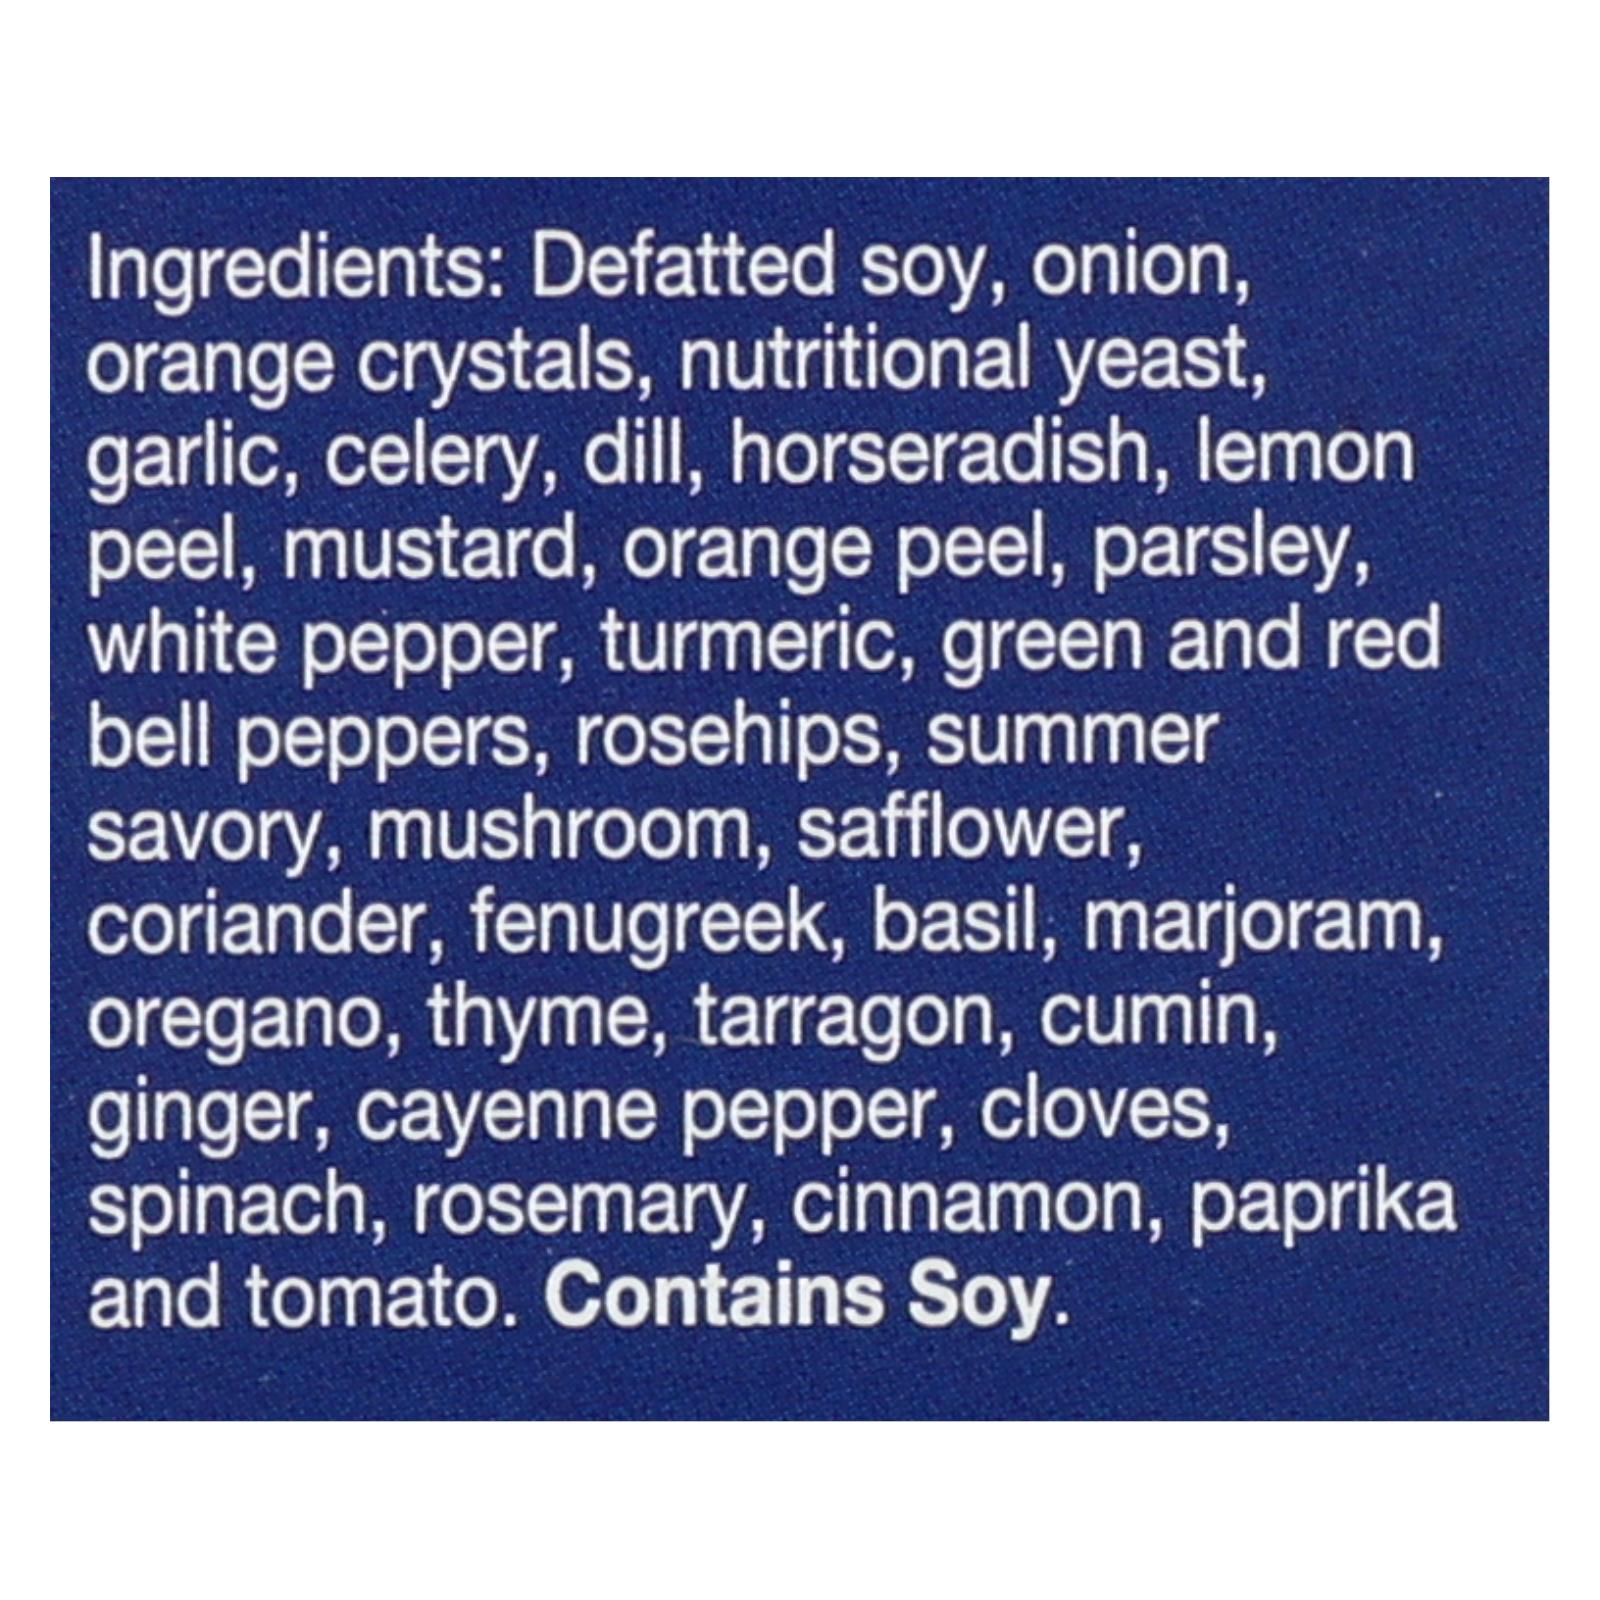 Ingredients: Defatted soy, onion,
orange crystals, nutritional yeast,
garlic, celery, dill, horseradish, lemon
peel, mustard, orange peel, parsley,
white pepper, turmeric, green and red
bell peppers, rosehips, summer
savory, mushroom, safflower,
coriander, fenugreek, basil, marjoram,
oregano, thyme, tarragon, cumin,
ginger, cayenne pepper, cloves,
spinach, rosemary, cinnamon, paprika
and tomato. Contains Soy.